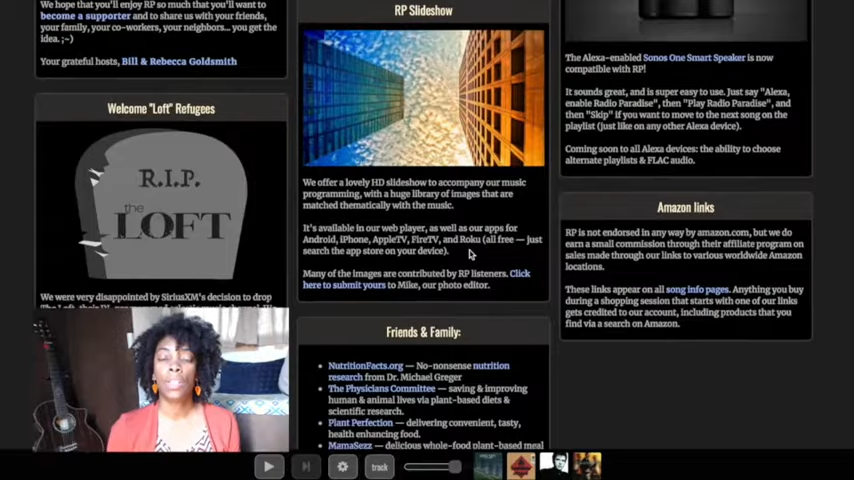 We hope that you'll enjoy RP so much that you'll want to
become a supporter and to share us with your friends,
your family, your co-workers, your neighbors... you get the
idea. ;~)
Your grateful hosts, Bill & Rebecca Goldsmith
Welcome "Loft" Refugees
R.I.P.
the
LOFT
We were very disappointed by SiriusXM's decision to drop
RP Slideshow
We offer a lovely HD slideshow to accompany our music
programming, with a huge library of images that are
matched thematically with the music.
It's available in our web player, as well as our apps for
Android, iPhone, AppleTV, FireTV, and Roku (all free — just
search the app store on your device).
Many of the images are contributed by RP listeners. Click
here to submit yours to Mike, our photo editor.
Friends & Family:
NutritionFacts.org — No-nonsense nutrition
research from Dr. Michael Greger
The Physicians Committee — saving & improving
human & animal lives via plant-based diets &
scientific research.
Plant Perfection — delivering convenient, tasty,
health enhancing food.
MamaSezz — delicious whole-food plant-based meal
The Alexa-enabled Sonos One Smart Speaker is now
compatible with RP!
It sounds great, and is super easy to use. Just say "Alexa,
enable Radio Paradise", then "Play Radio Paradise", and
then "Skip" if you want to move to the next song on the
playlist (just like on any other Alexa device).
Coming soon to all Alexa devices: the ability to choose
alternate playlists & FLAC audio.
Amazon links
RP is not endorsed in any way by amazon.com, but we do
earn a small commission through their affiliate program on
sales made through our links to various worldwide Amazon
locations.
These links appear on all song info pages. Anything you buy
during a shopping session that starts with one of our links
gets credited to our account, including products that you
find via a search on Amazon.
track